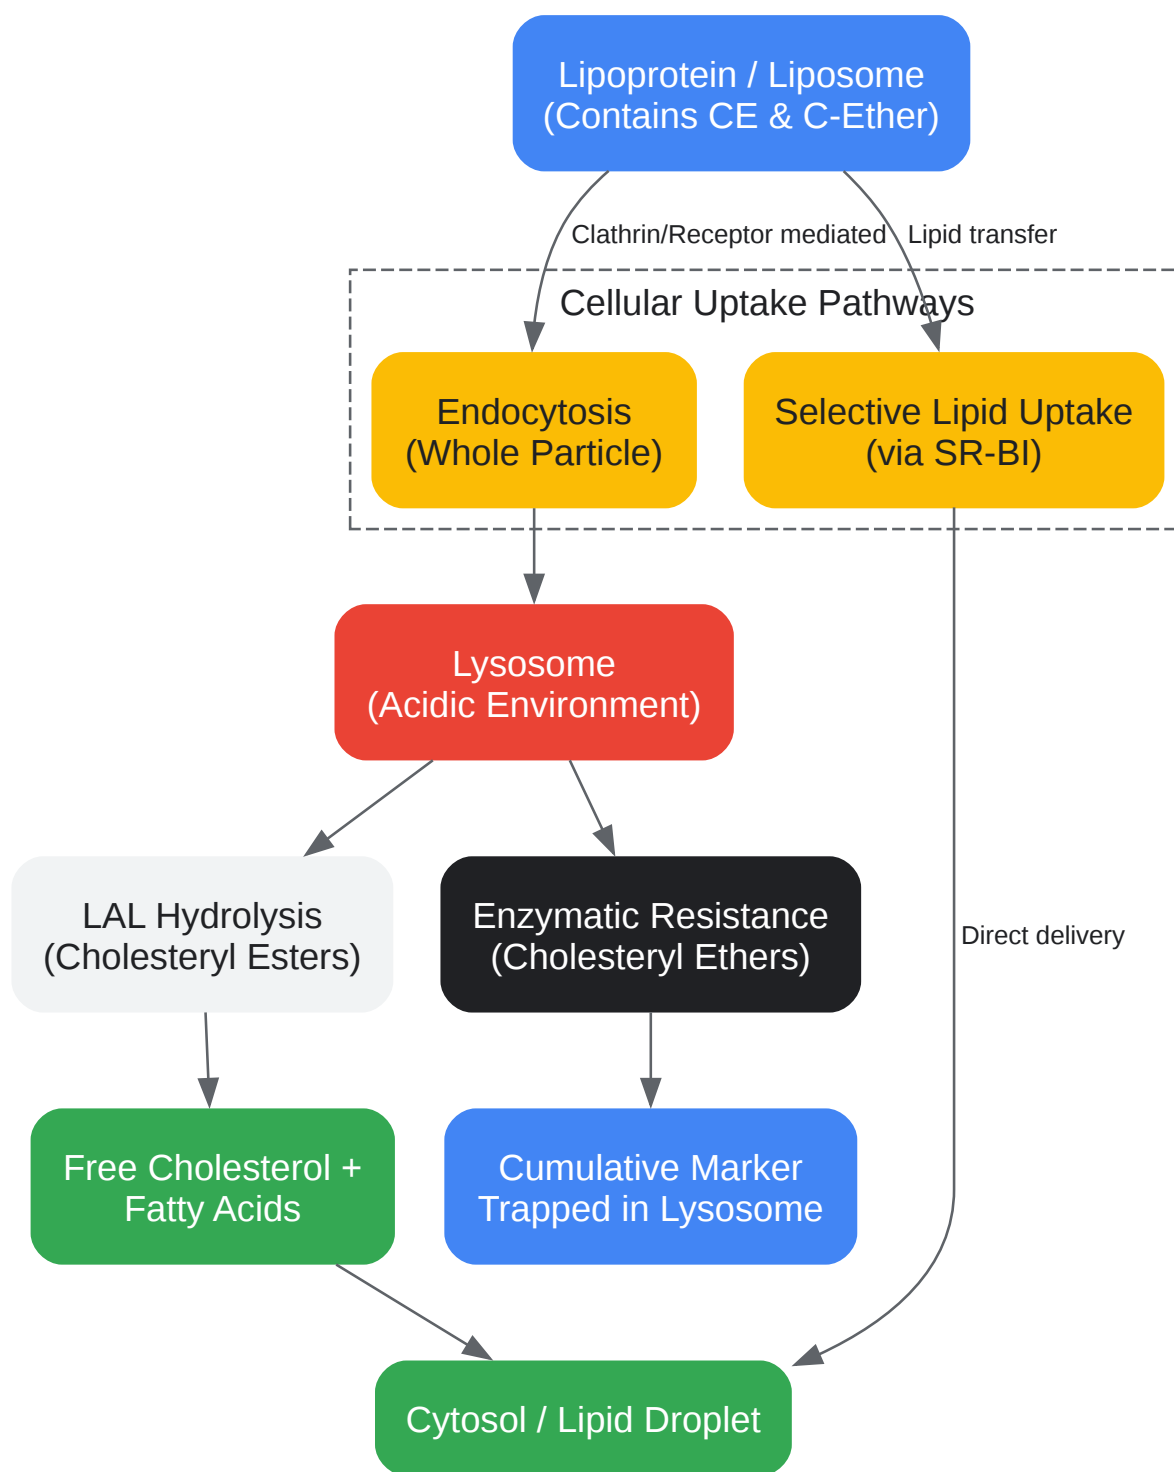 Lipoprotein / Liposome
(Contains CE & C-Ether)
Clathrin/Receptor mediated
Lipid transfer
Cellular Uptake Pathways
Endocytosis
(Whole Particle)
Selective Lipid Uptake
(via SR-BI)
Lysosome
(Acidic Environment)
LAL Hydrolysis
(Cholesteryl Esters)
Enzymatic Resistance
(Cholesteryl Ethers)
Direct delivery
Free Cholesterol +
Fatty Acids
Cumulative Marker
Trapped in Lysosome
Cytosol / Lipid Droplet